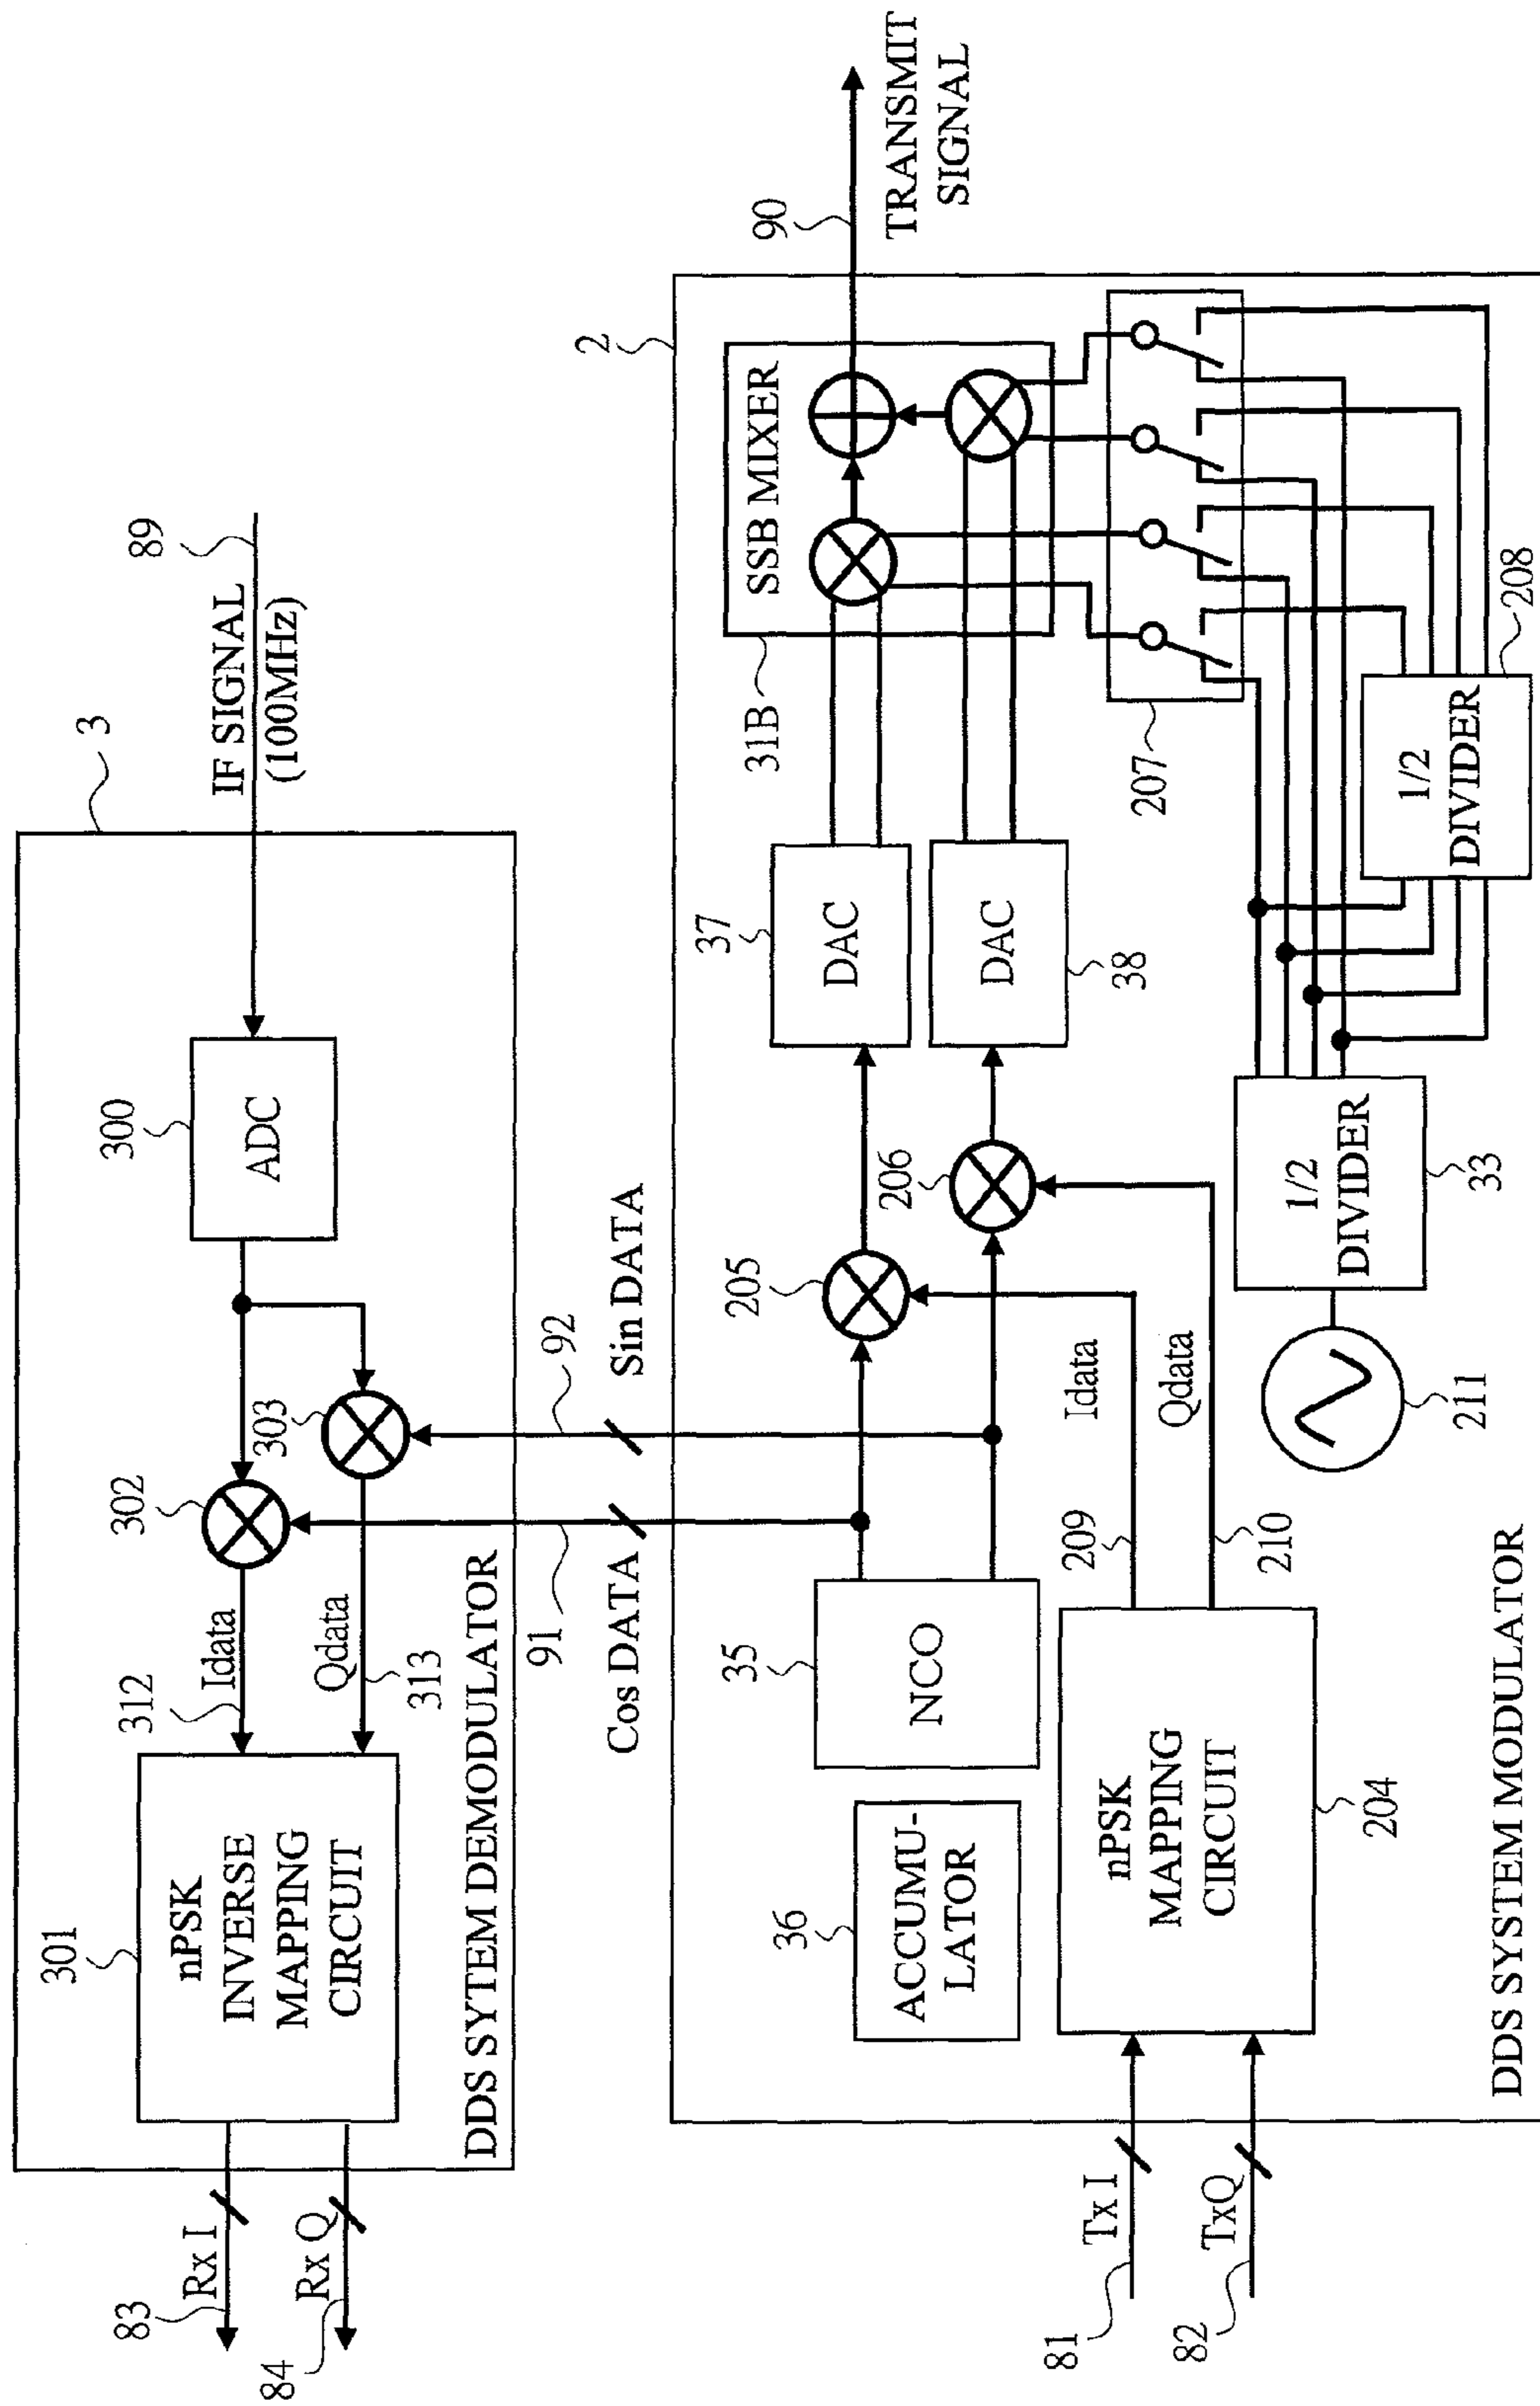 3
89
IF SIGNAL
(100MHz)
300
ADC
302
303
312
Idata
Qdata
313
301
nPSK
INVERSE
MAPPING
CIRCUIT
83
Rx I
84
Rx Q
DDS SYTEM DEMODULATOR
91
Cos DATA
92
Sin DATA
2
90
TRANSMIT
SIGNAL
SSB MIXER
31B
37
DAC
DAC
38
205
206
35
NCO
36
ACCUMU-
LATOR
Idata
Qdata
209
210
nPSK
MAPPING
CIRCUIT
204
81
Tx I
82
TxQ
207
1/2
DIVIDER
208
1/2
DIVIDER
33
211
DDS SYSTEM MODULATOR